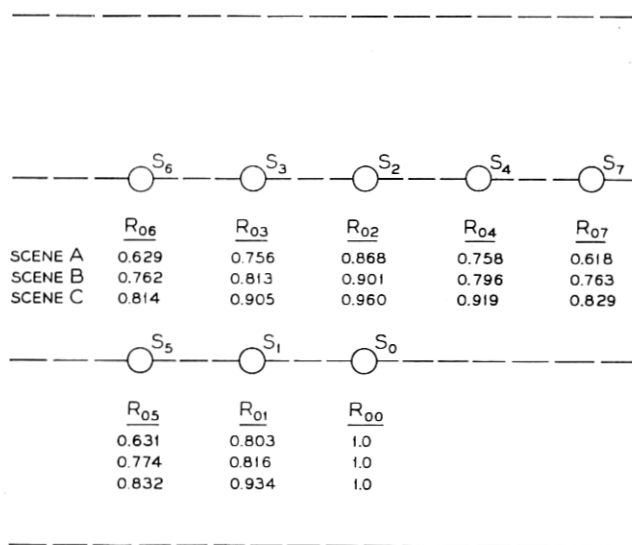 S6 S3 S2 S4 S7
R06 R03 R02 R04 R07
SCENE A 0.629 0.756 0.868 0.758 0.618
SCENE B 0.762 0.813 0.901 0.796 0.763
SCENE C 0.814 0.905 0.960 0.919 0.829
S5 S1 S0
R05 R01 R00
0.631 0.803 1.0
0.774 0.816 1.0
0.832 0.934 1.0